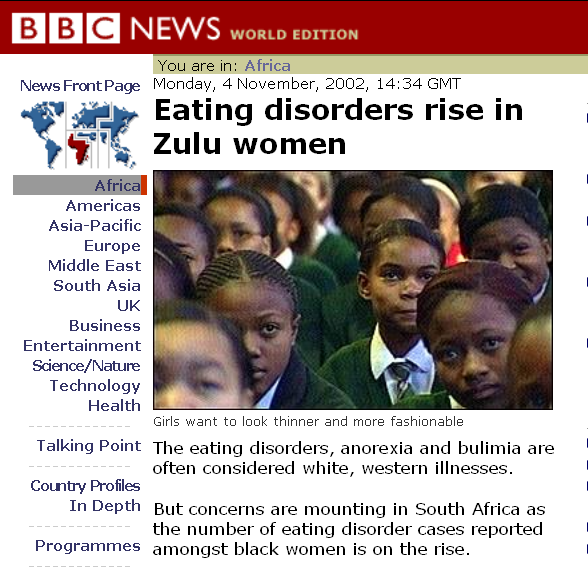 BBC NEWS WORLD EDITION
You are in: Africa
Monday, 4 November, 2002, 14:34 GMT
Eating disorders rise in
Zulu women
News Front Page
Africa
Americas
Asia-Pacific
Europe
Middle East
South Asia
UK
Business
Entertainment
Science/Nature
Technology
Health
Talking Point
Country Profiles
In Depth
Programmes
Girls want to look thinner and more fashionable
The eating disorders, anorexia and bulimia are
often considered white, western illnesses.
But concerns are mounting in South Africa as
the number of eating disorder cases reported
amongst black women is on the rise.